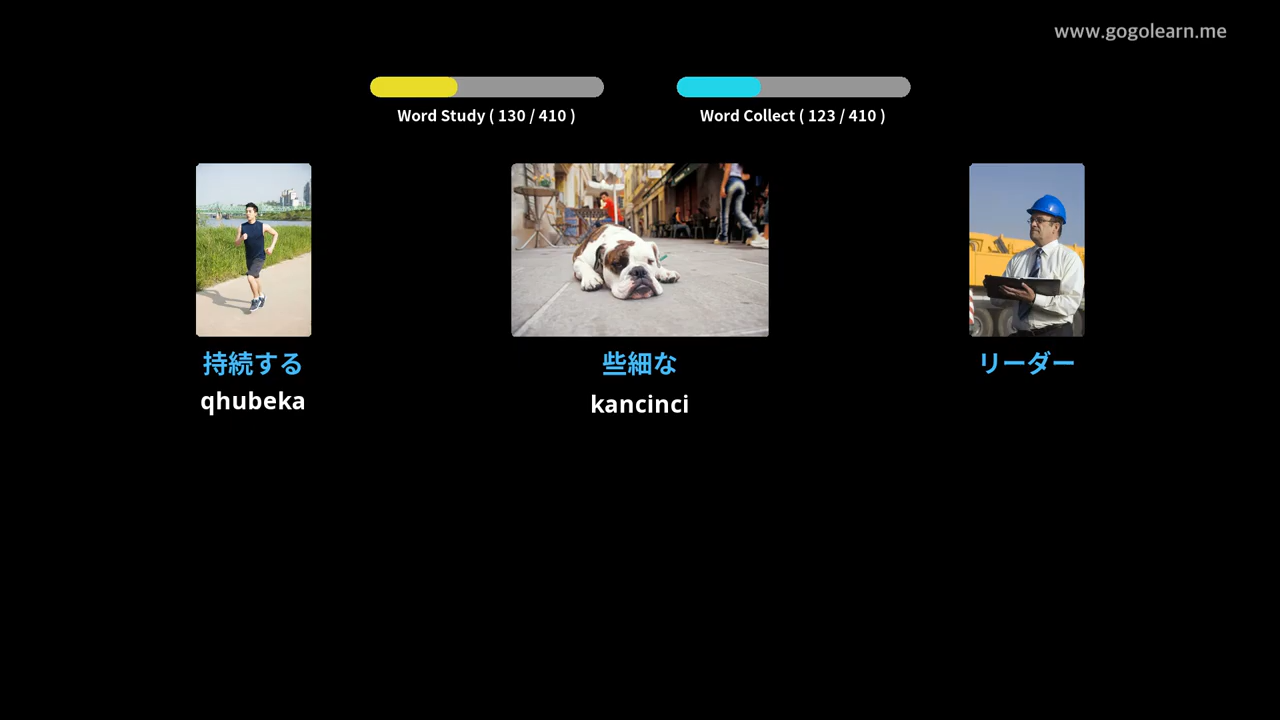 www.gogolearn.me
Word Study ( 130 / 410 )
Word Collect ( 123 / 410 )
持続する
qhubeka
些細な
kancinci
リーダー